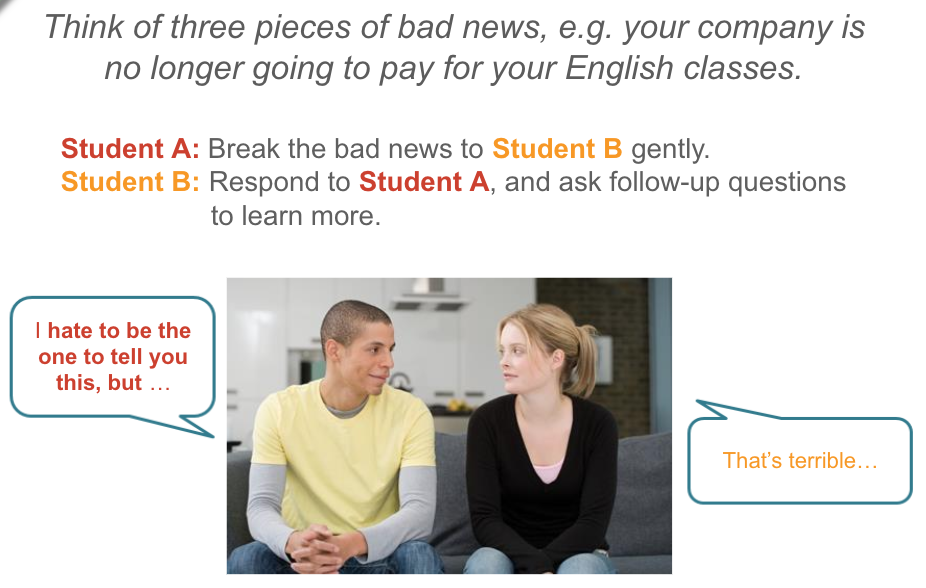 Think of three pieces of bad news, e.g. your company is
no longer going to pay for your English classes.
Student A: Break the bad news to Student B gently.
Student B: Respond to Student A, and ask follow-up questions
to learn more.
I hate to be the
one to tell you
this, but …
That's terrible…